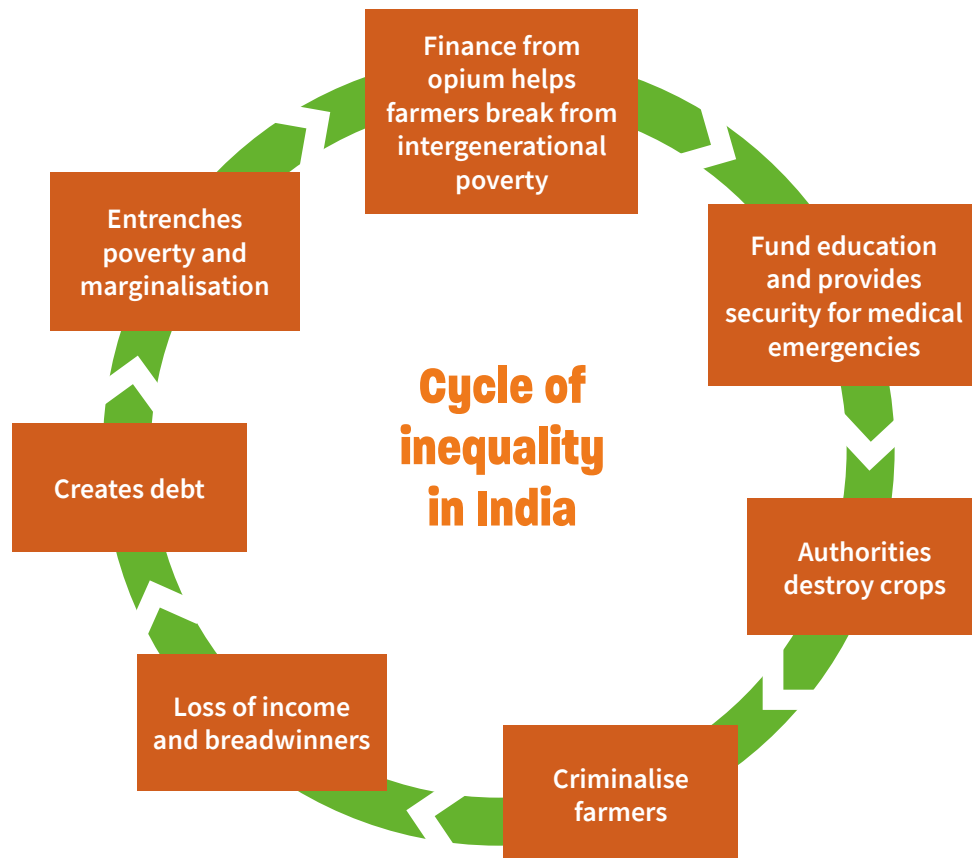 Finance from
opium helps
farmers break from
intergenerational
poverty
Fund education
and provides
security for medical
emergencies
Authorities
destroy crops
Criminalise
farmers
Loss of income
and breadwinners
Creates debt
Entrenches
poverty and
marginalisation
Cycle of
inequality
in India